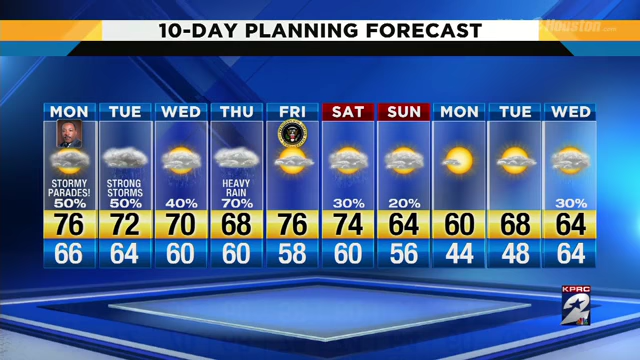 10-DAY PLANNING FORECAST
MON TUE WED THU FRI SAT SUN MON TUE WED
STORMY PARADES! STRONG STORMS HEAVY RAIN
50% 50% 40% 70% 30% 20% 30%
76 72 70 68 76 74 64 60 68 64
66 64 60 60 58 60 56 44 48 64
KPRC
2